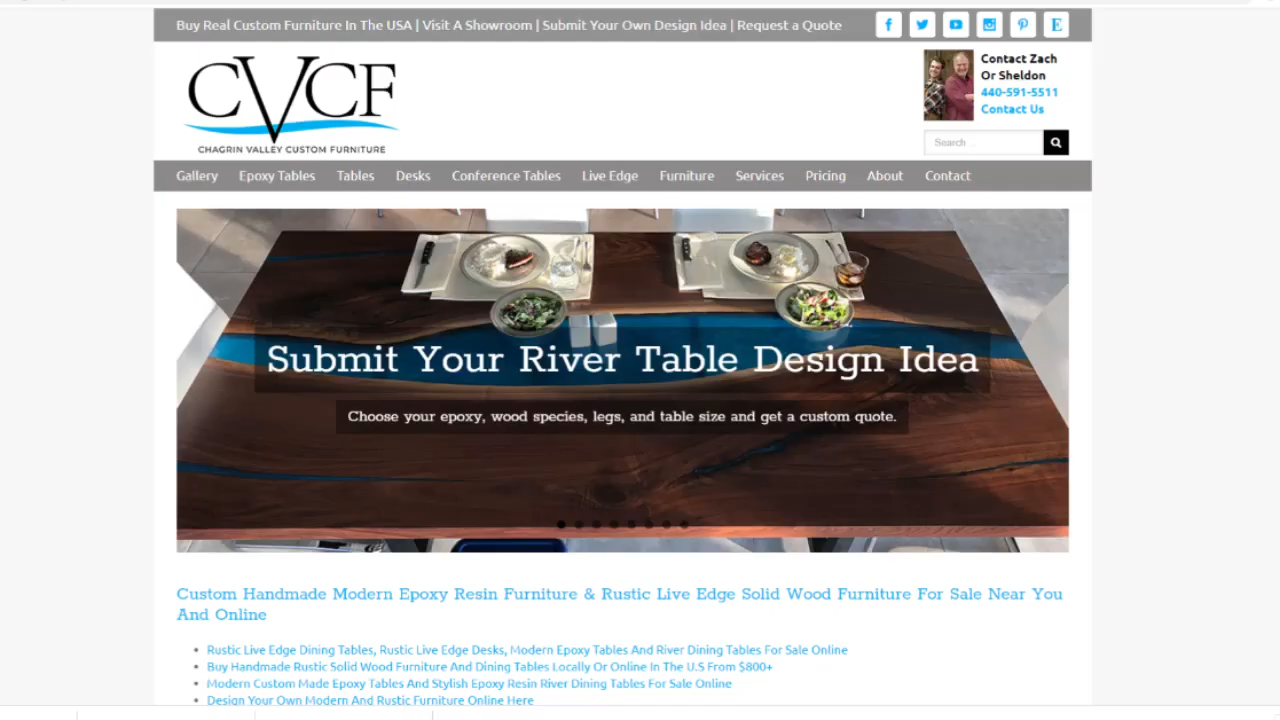 Buy Real Custom Furniture In The USA | Visit A Showroom | Submit Your Own Design Idea | Request a Quote
CVCF
CHAGRIN VALLEY CUSTOM FURNITURE
Contact Zach
Or Sheldon
440-591-5511
Contact Us
Search ...
Gallery Epoxy Tables Tables Desks Conference Tables Live Edge Furniture Services Pricing About Contact
Submit Your River Table Design Idea
Choose your epoxy, wood species, legs, and table size and get a custom quote.
Custom Handmade Modern Epoxy Resin Furniture & Rustic Live Edge Solid Wood Furniture For Sale Near You
And Online
Rustic Live Edge Dining Tables, Rustic Live Edge Desks, Modern Epoxy Tables And River Dining Tables For Sale Online
Buy Handmade Rustic Solid Wood Furniture And Dining Tables Locally Or Online In The U.S From $800+
Modern Custom Made Epoxy Tables And Stylish Epoxy Resin River Dining Tables For Sale Online
Design Your Own Modern And Rustic Furniture Online Here